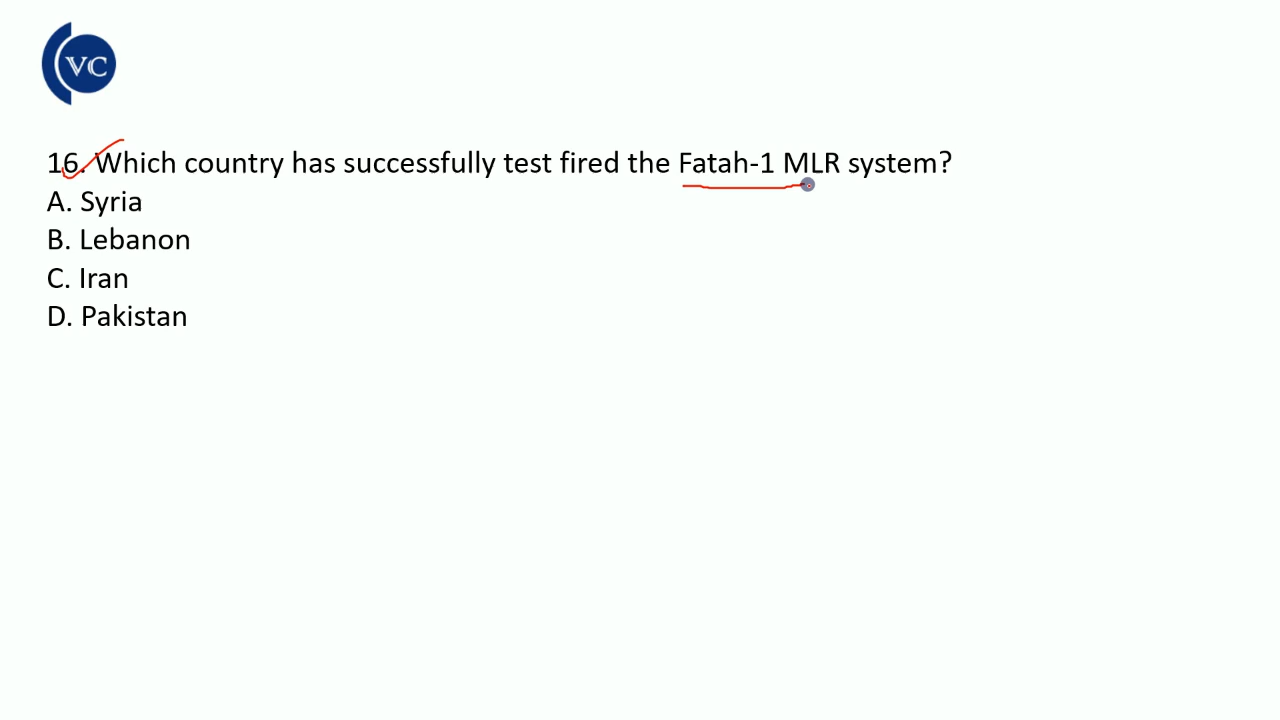 VC
16. Which country has successfully test fired the Fatah-1 MLR system?
A. Syria
B. Lebanon
C. Iran
D. Pakistan